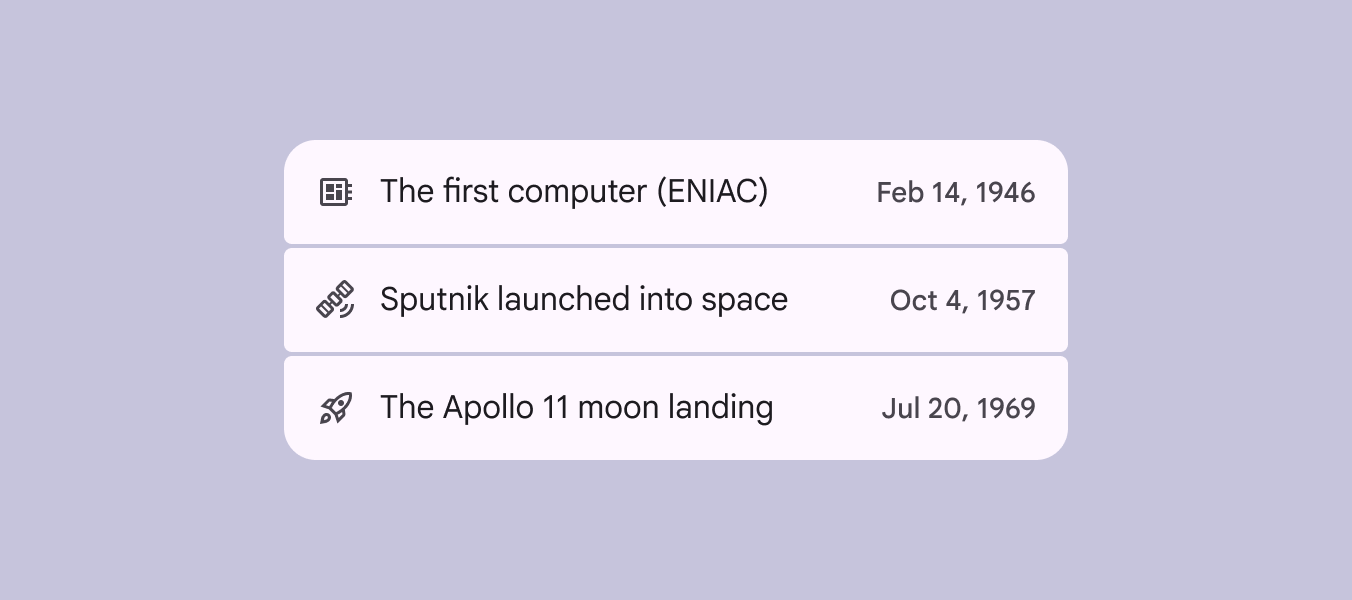 The first computer (ENIAC) Feb 14, 1946
Sputnik launched into space Oct 4, 1957
The Apollo 11 moon landing Jul 20, 1969